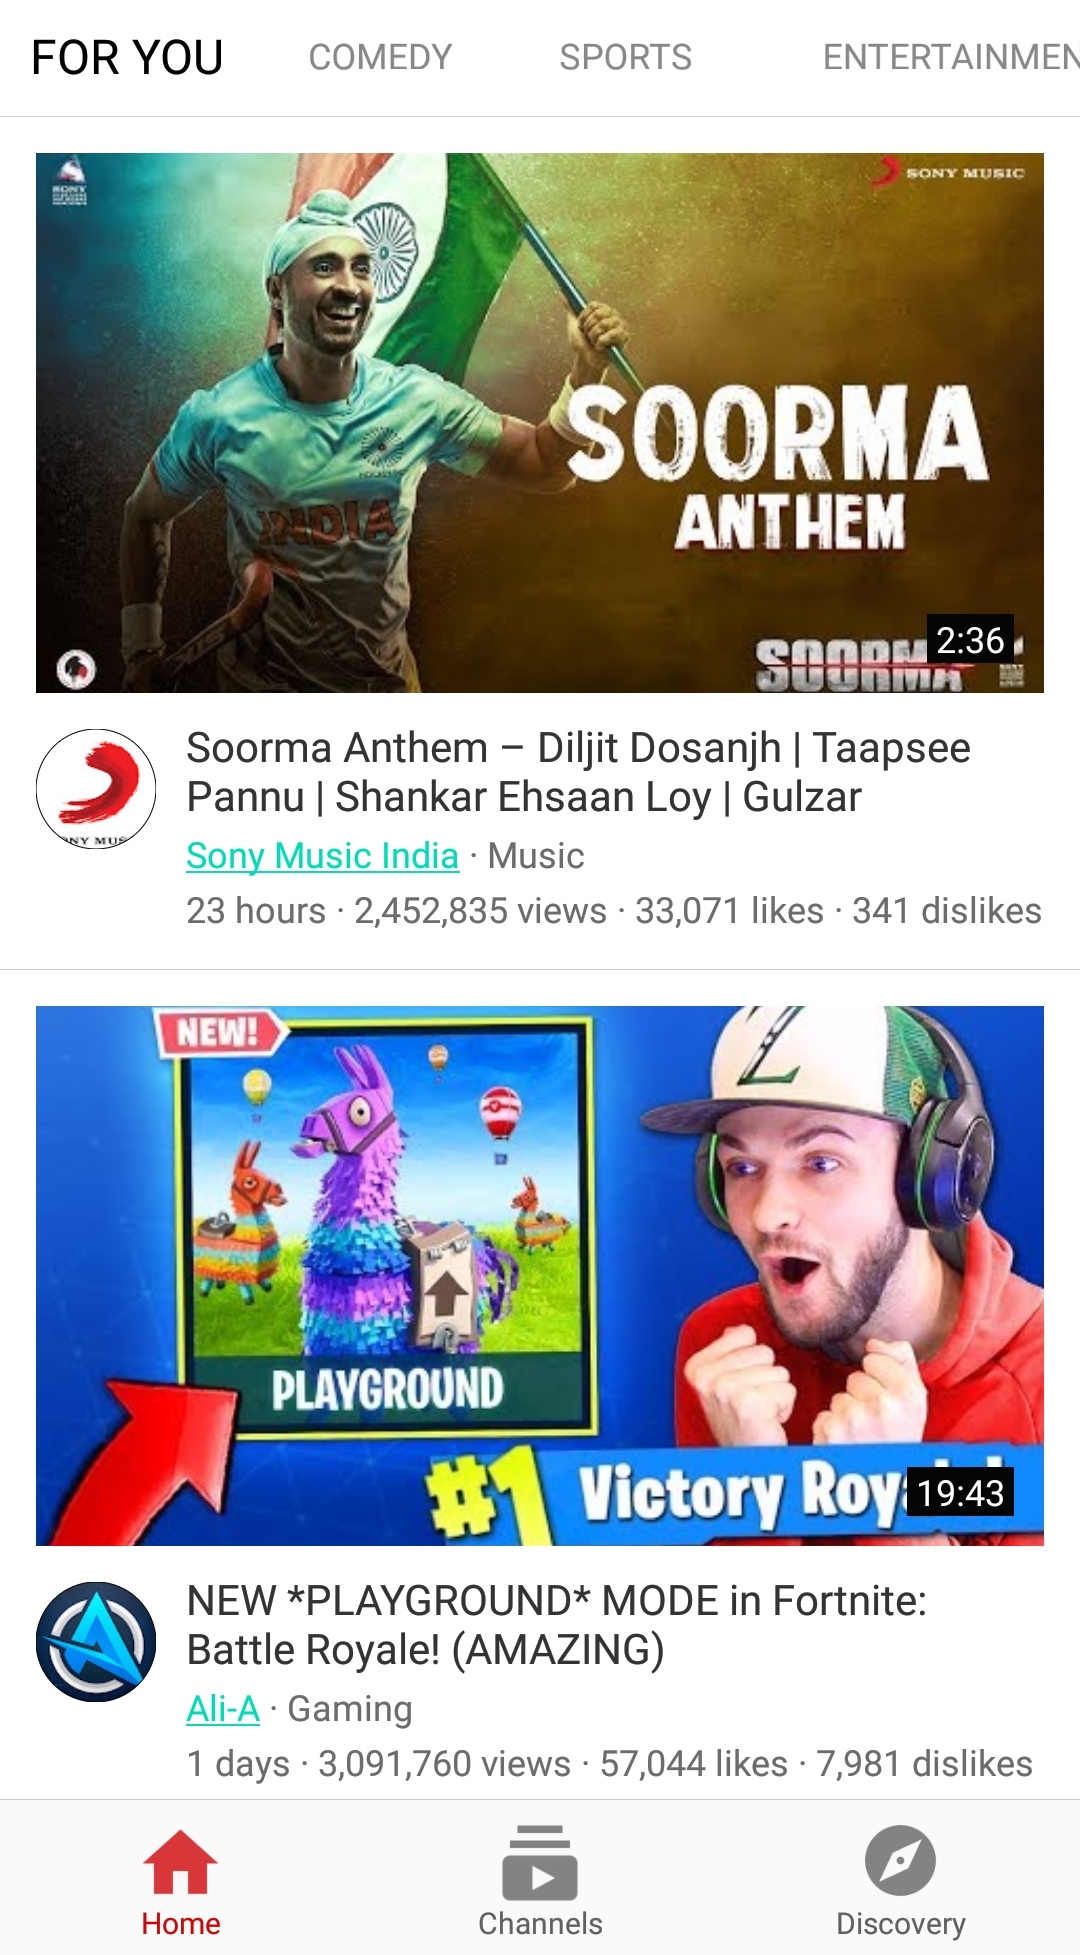 FOR YOU COMEDY SPORTS ENTERTAINMEN
SONY MUSIC
SONY
HOCKEY
INDIA
SOORMA
ANTHEM
2:36
SOORMA
Soorma Anthem – Diljit Dosanjh | Taapsee
Pannu | Shankar Ehsaan Loy | Gulzar
Sony Music India · Music
23 hours · 2,452,835 views · 33,071 likes · 341 dislikes
NEW!
Z
PLAYGROUND
#1 Victory Roy
19:43
NEW *PLAYGROUND* MODE in Fortnite:
Battle Royale! (AMAZING)
Ali-A · Gaming
1 days · 3,091,760 views · 57,044 likes · 7,981 dislikes
Home Channels Discovery